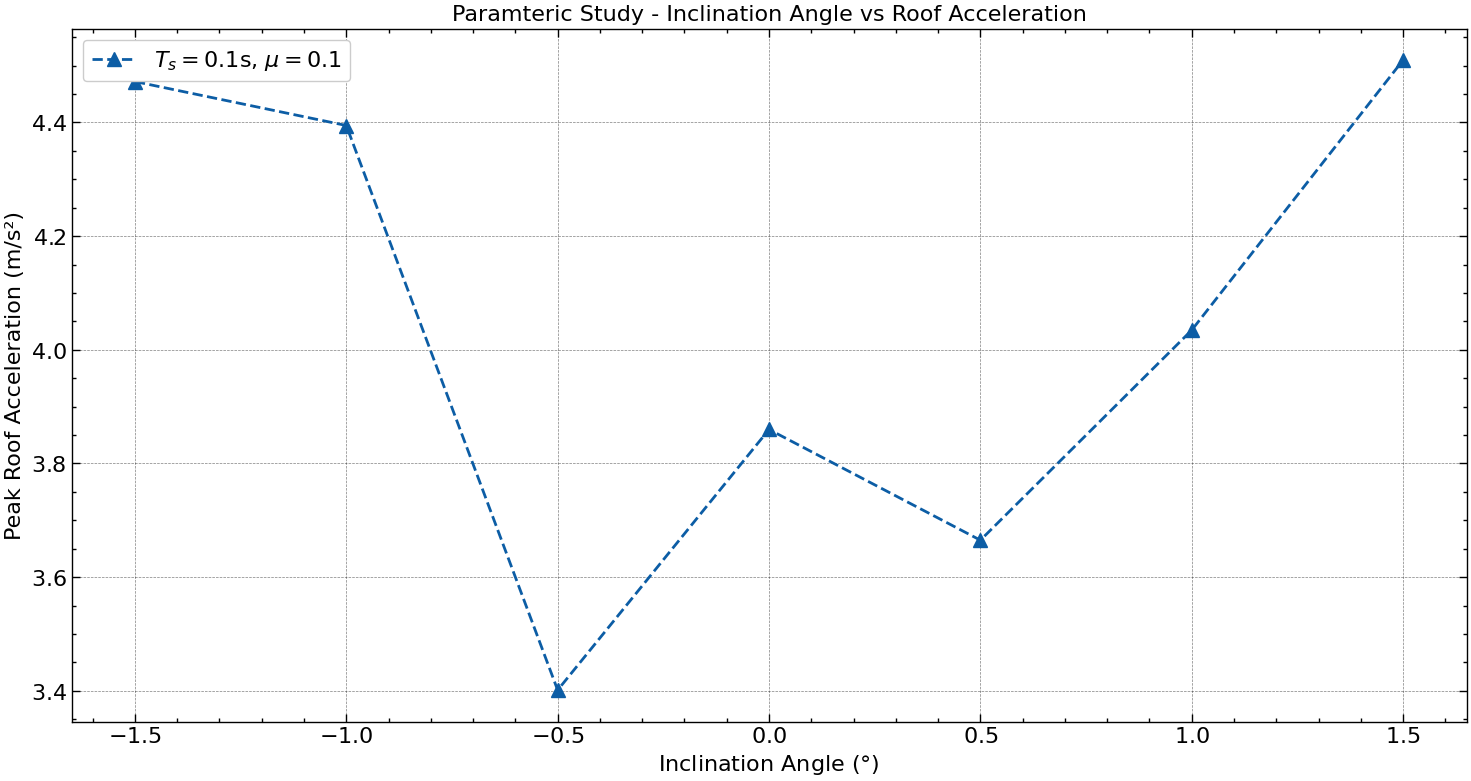 Paramteric Study - Inclination Angle vs Roof Acceleration
T_s = 0.1s, μ = 0.1
Peak Roof Acceleration (m/s²)
4.4
4.2
4.0
3.8
3.6
3.4
−1.5 −1.0 −0.5 0.0 0.5 1.0 1.5
Inclination Angle (°)